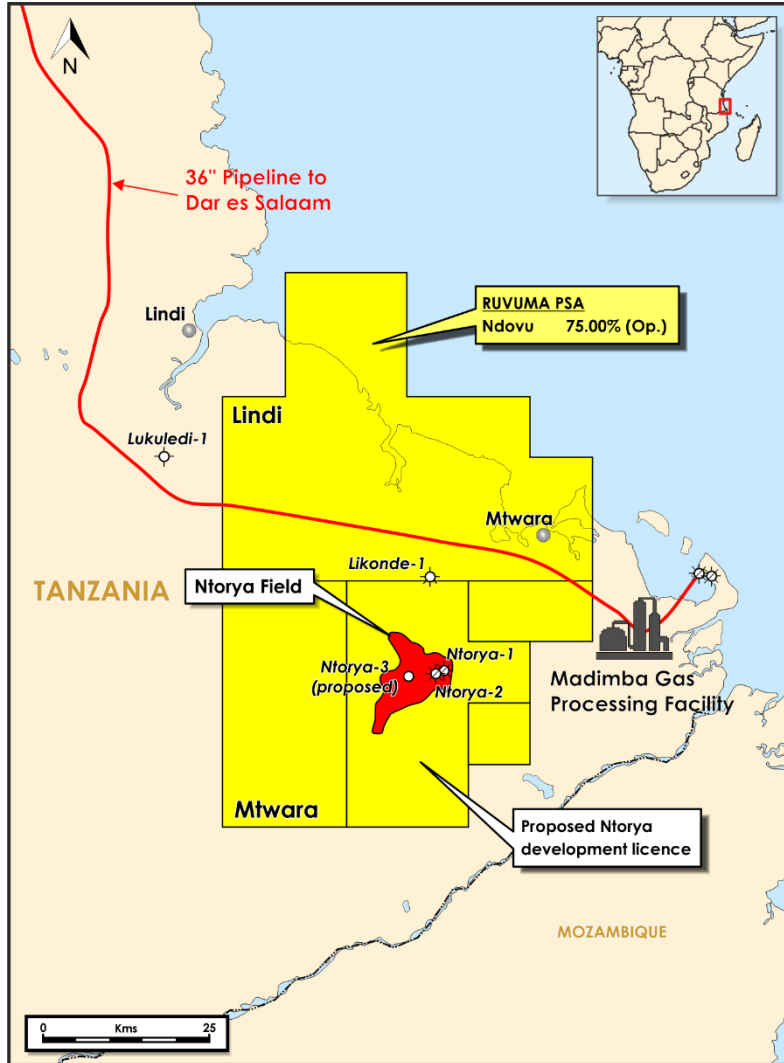 N
36" Pipeline to
Dar es Salaam
Lindi
RUVUMA PSA
Ndovu 75.00% (Op.)
Lindi
Lukuledi-1
Mtwara
Likonde-1
TANZANIA
Ntorya Field
Ntorya-1
Ntorya-3
(proposed)
Ntorya-2
Madimba Gas
Processing Facility
Mtwara
Proposed Ntorya
development licence
MOZAMBIQUE
0 Kms 25